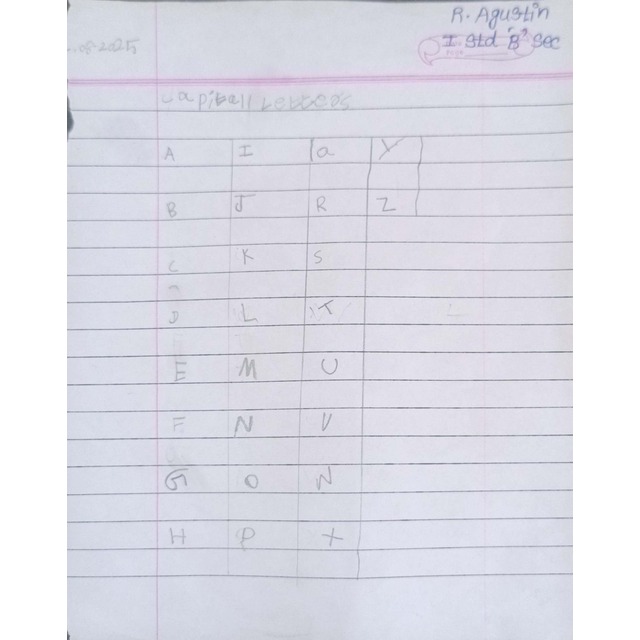 R. Agustin
I std 'B' sec
.08.2025
Capitall Letters
A I a Y
B J R Z
C K S
D L T
E M U
F N V
G O W
H P X